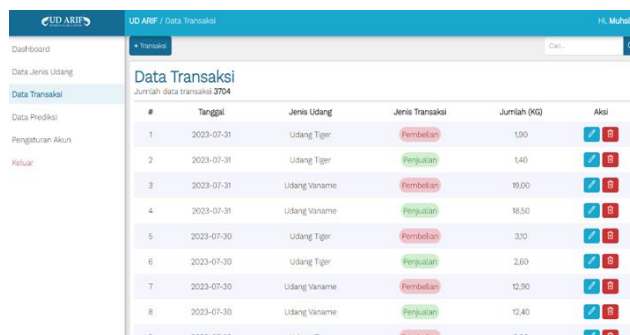 UD ARIF
UD ARIF / Data Transaksi
Hi, Muhsi
Dashboard
Data Jenis Udang
Data Transaksi
Data Prediksi
Pengaturan Akun
Keluar
+ Transaksi
Cari..
Data Transaksi
Jumlah data transaksi 3704
# Tanggal Jenis Udang Jenis Transaksi Jumlah (KG) Aksi
1 2023-07-31 Udang Tiger Pembelian 1,90
2 2023-07-31 Udang Tiger Penjualan 1,40
3 2023-07-31 Udang Vaname Pembelian 19,00
4 2023-07-31 Udang Vaname Penjualan 18,50
5 2023-07-30 Udang Tiger Pembelian 3,10
6 2023-07-30 Udang Tiger Penjualan 2,60
7 2023-07-30 Udang Vaname Pembelian 12,90
8 2023-07-30 Udang Vaname Penjualan 12,40